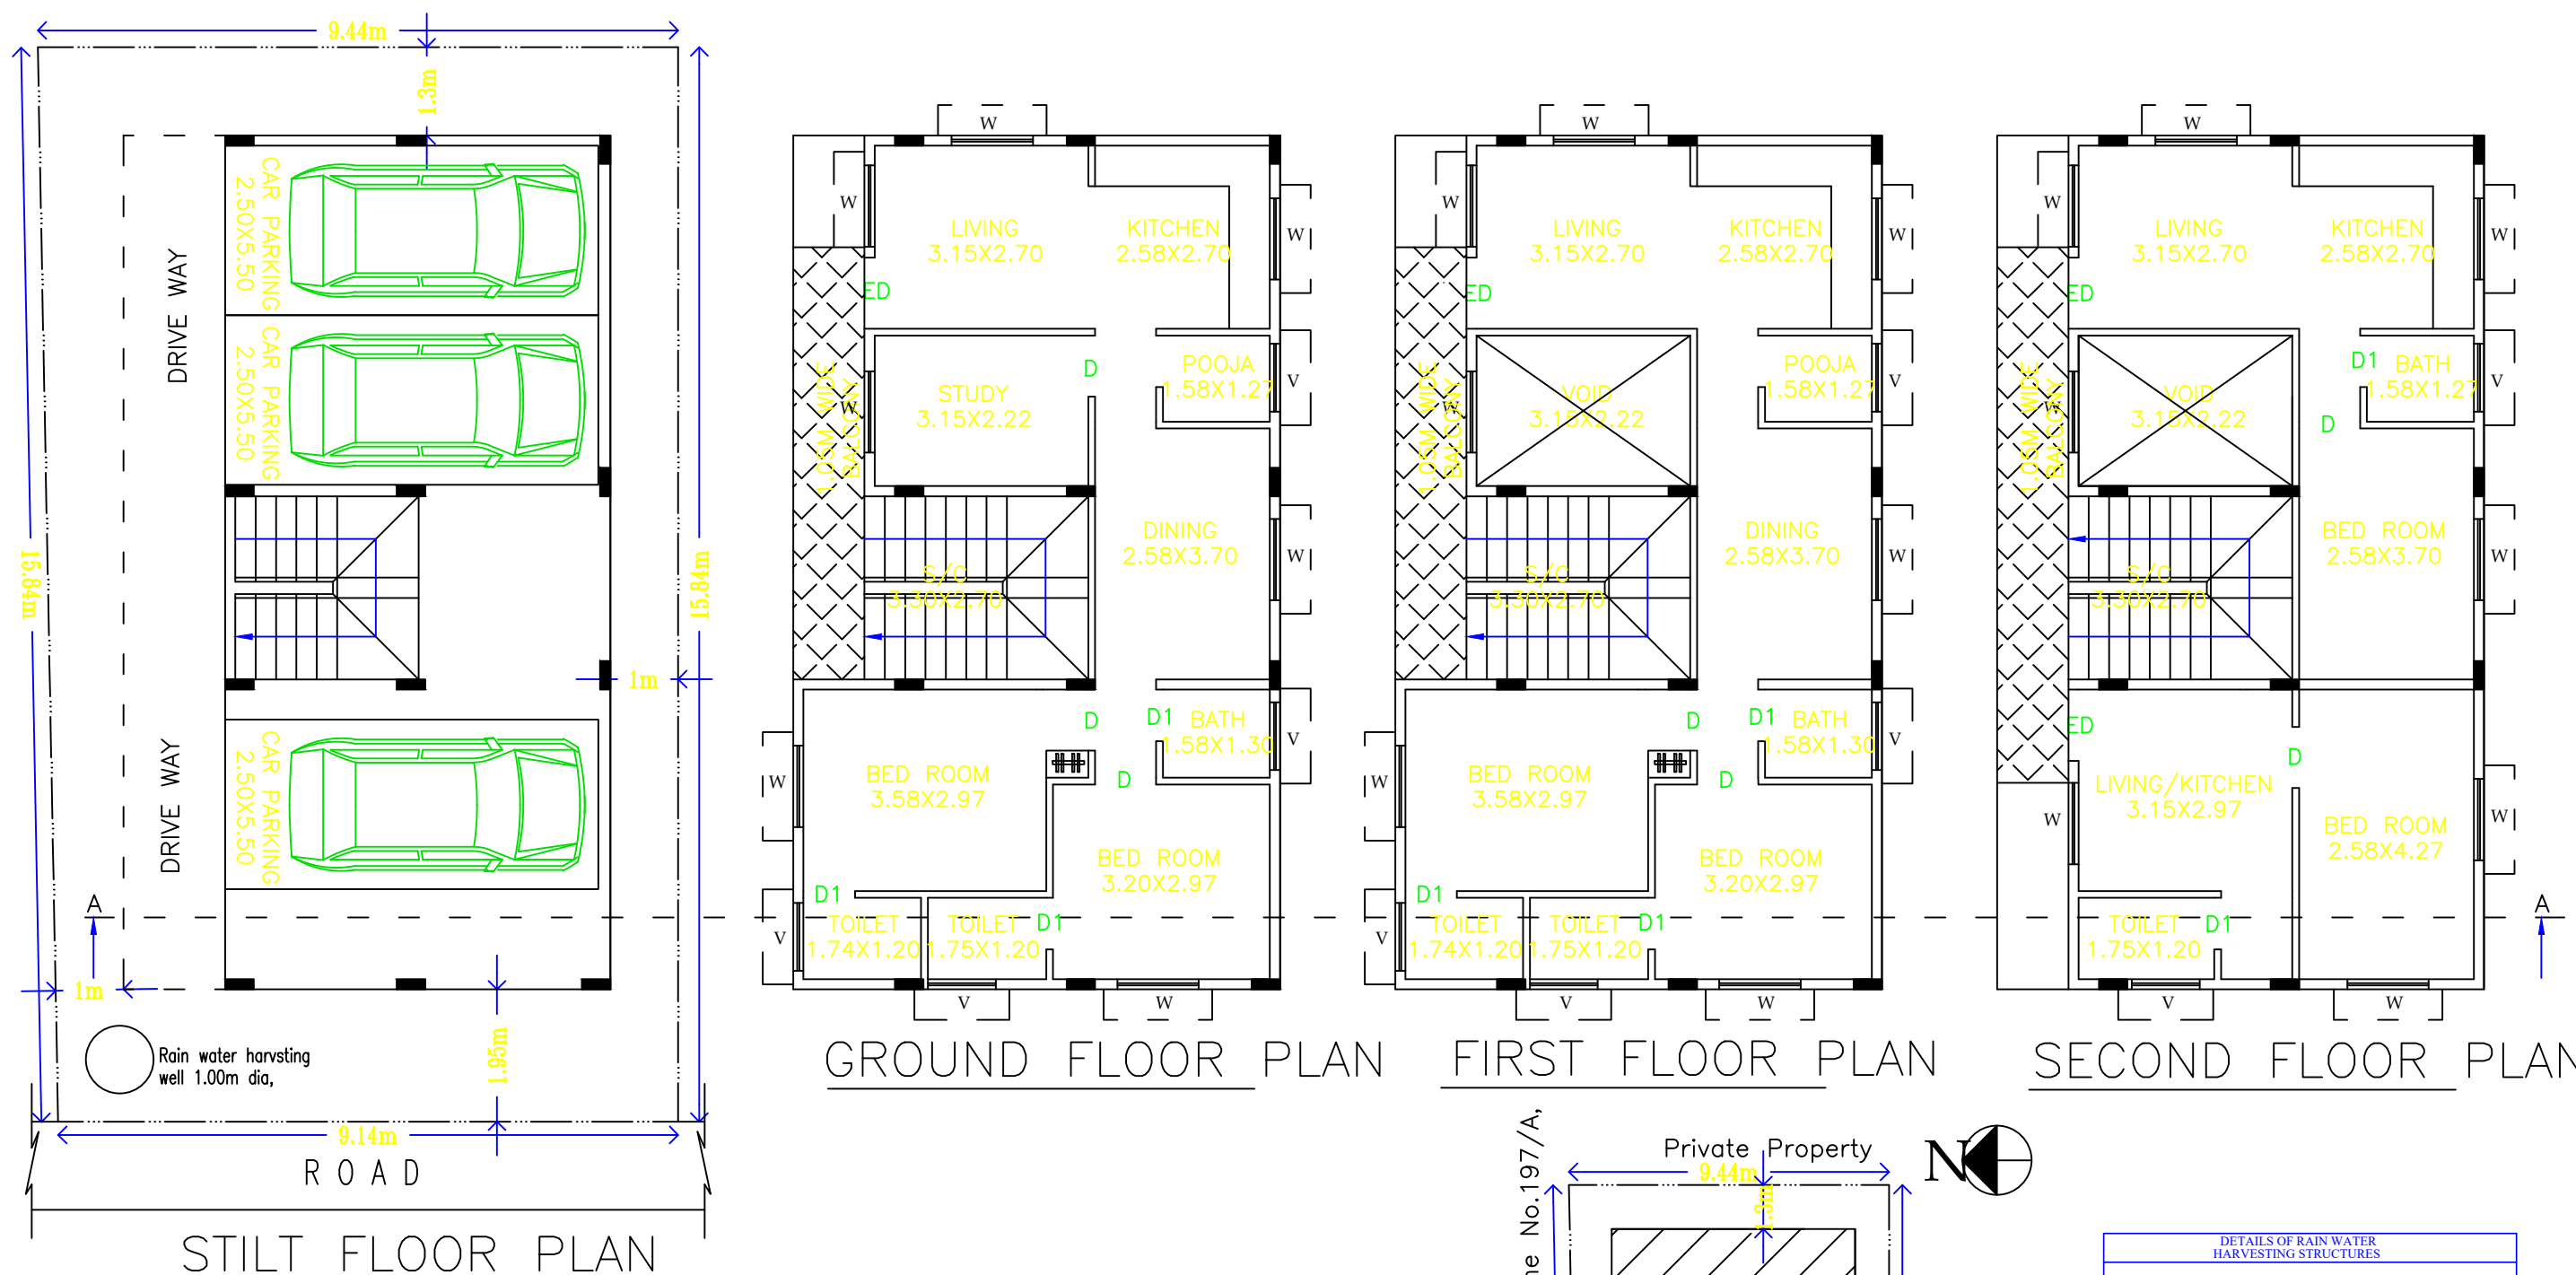 9.44m
1.3m
15.84m
15.84m
CAR PARKING
2.50X5.50
CAR PARKING
2.50X5.50
CAR PARKING
2.50X5.50
DRIVE WAY
DRIVE WAY
1m
1m
A
1.95m
Rain water harvsting
well 1.00m dia,
9.14m
ROAD
STILT FLOOR PLAN
W
W
LIVING
3.15X2.70
KITCHEN
2.58X2.70
W
ED
D
POOJA
1.58X1.27
V
STUDY
3.15X2.22
W
1.05M WIDE
BALCONY
DINING
2.58X3.70
W
S/C
3.30X2.70
D
D1
BATH
1.58X1.30
V
W
BED ROOM
3.58X2.97
D
BED ROOM
3.20X2.97
D1
TOILET
1.74X1.20
TOILET
1.75X1.20
D1
V
V
W
GROUND FLOOR PLAN
W
W
LIVING
3.15X2.70
KITCHEN
2.58X2.70
W
ED
POOJA
1.58X1.27
V
VOID
3.15X2.22
W
1.05M WIDE
BALCONY
DINING
2.58X3.70
W
S/C
3.30X2.70
D
D1
BATH
1.58X1.30
V
W
BED ROOM
3.58X2.97
D
BED ROOM
3.20X2.97
D1
TOILET
1.74X1.20
TOILET
1.75X1.20
D1
V
V
W
FIRST FLOOR PLAN
W
W
LIVING
3.15X2.70
KITCHEN
2.58X2.70
W
ED
D1
BATH
1.58X1.27
V
VOID
3.15X2.22
W
D
1.05M WIDE
BALCONY
BED ROOM
2.58X3.70
W
S/C
3.30X2.70
ED
D
LIVING/KITCHEN
3.15X2.97
W
BED ROOM
2.58X4.27
W
TOILET
1.75X1.20
D1
A
V
W
SECOND FLOOR PLAN
No.197/A,
Private Property
9.44m
1.3m
N
DETAILS OF RAIN WATER
HARVESTING STRUCTURES